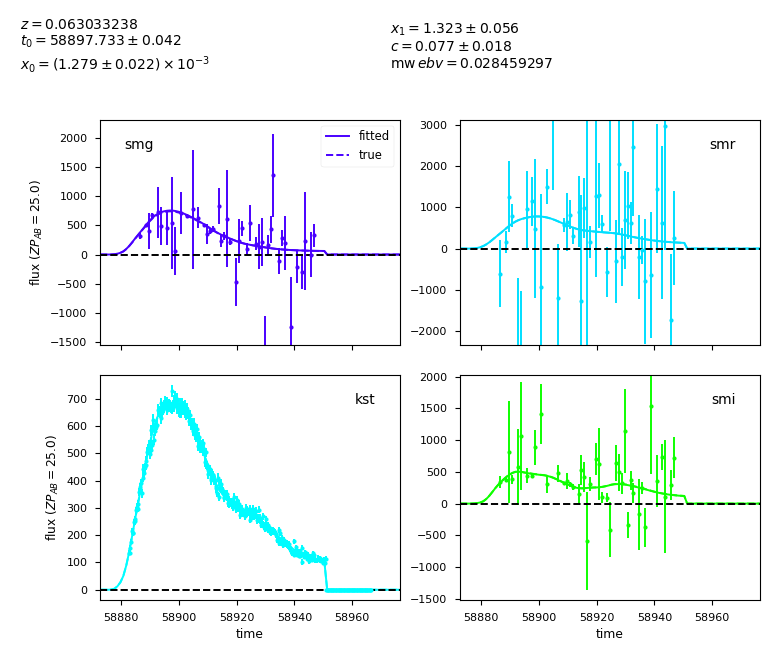 z = 0.063033238
t₀ = 58897.733 ± 0.042
x₀ = (1.279 ± 0.022) × 10⁻³
x₁ = 1.323 ± 0.056
c = 0.077 ± 0.018
mw ebv = 0.028459297
smg
fitted
true
2000
1500
1000
500
0
−500
−1000
−1500
flux (ZP_AB = 25.0)
smr
3000
2000
1000
0
−1000
−2000
kst
700
600
500
400
300
200
100
0
flux (ZP_AB = 25.0)
58880 58900 58920 58940 58960
time
smi
2000
1500
1000
500
0
−500
−1000
−1500
58880 58900 58920 58940 58960
time